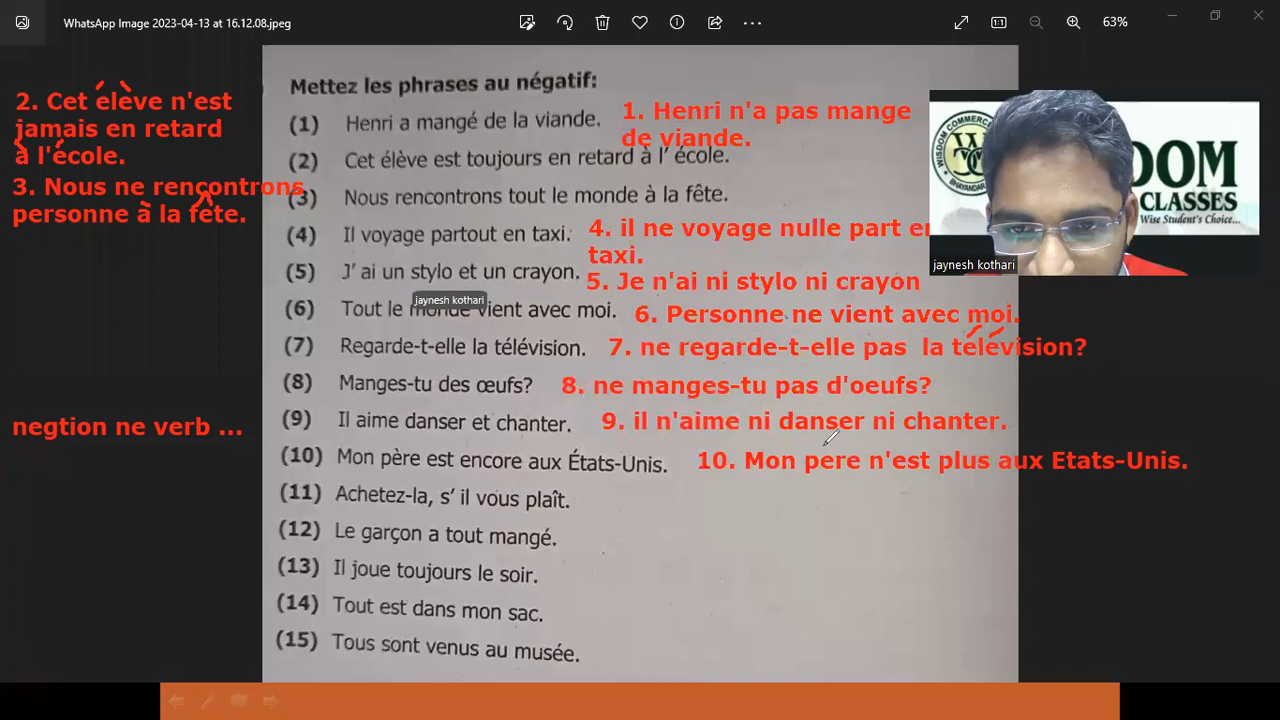 WhatsApp Image 2023-04-13 at 16.12.08.jpeg
63%
Mettez les phrases au négatif:
(1) Henri a mangé de la viande.
1. Henri n'a pas mange
de viande.
(2) Cet élève est toujours en retard à l'école.
2. Cet élève n'est
jamais en retard
à l'école.
(3) Nous rencontrons tout le monde à la fête.
3. Nous ne rencontrons
personne à la fête.
(4) Il voyage partout en taxi.
4. il ne voyage nulle part en
taxi.
(5) J'ai un stylo et un crayon.
5. Je n'ai ni stylo ni crayon
jaynesh kothari
(6) Tout le monde vient avec moi.
6. Personne ne vient avec moi.
(7) Regarde-t-elle la télévision.
7. ne regarde-t-elle pas la télévision?
(8) Manges-tu des œufs?
8. ne manges-tu pas d'oeufs?
(9) Il aime danser et chanter.
9. il n'aime ni danser ni chanter.
negtion ne verb ...
(10) Mon père est encore aux États-Unis.
10. Mon pere n'est plus aux Etats-Unis.
(11) Achetez-la, s'il vous plaît.
(12) Le garçon a tout mangé.
(13) Il joue toujours le soir.
(14) Tout est dans mon sac.
(15) Tous sont venus au musée.
WISDOM COMMERC
BHAYANDAR
DOM
CLASSES
Wise Student's Choice...
jaynesh kothari